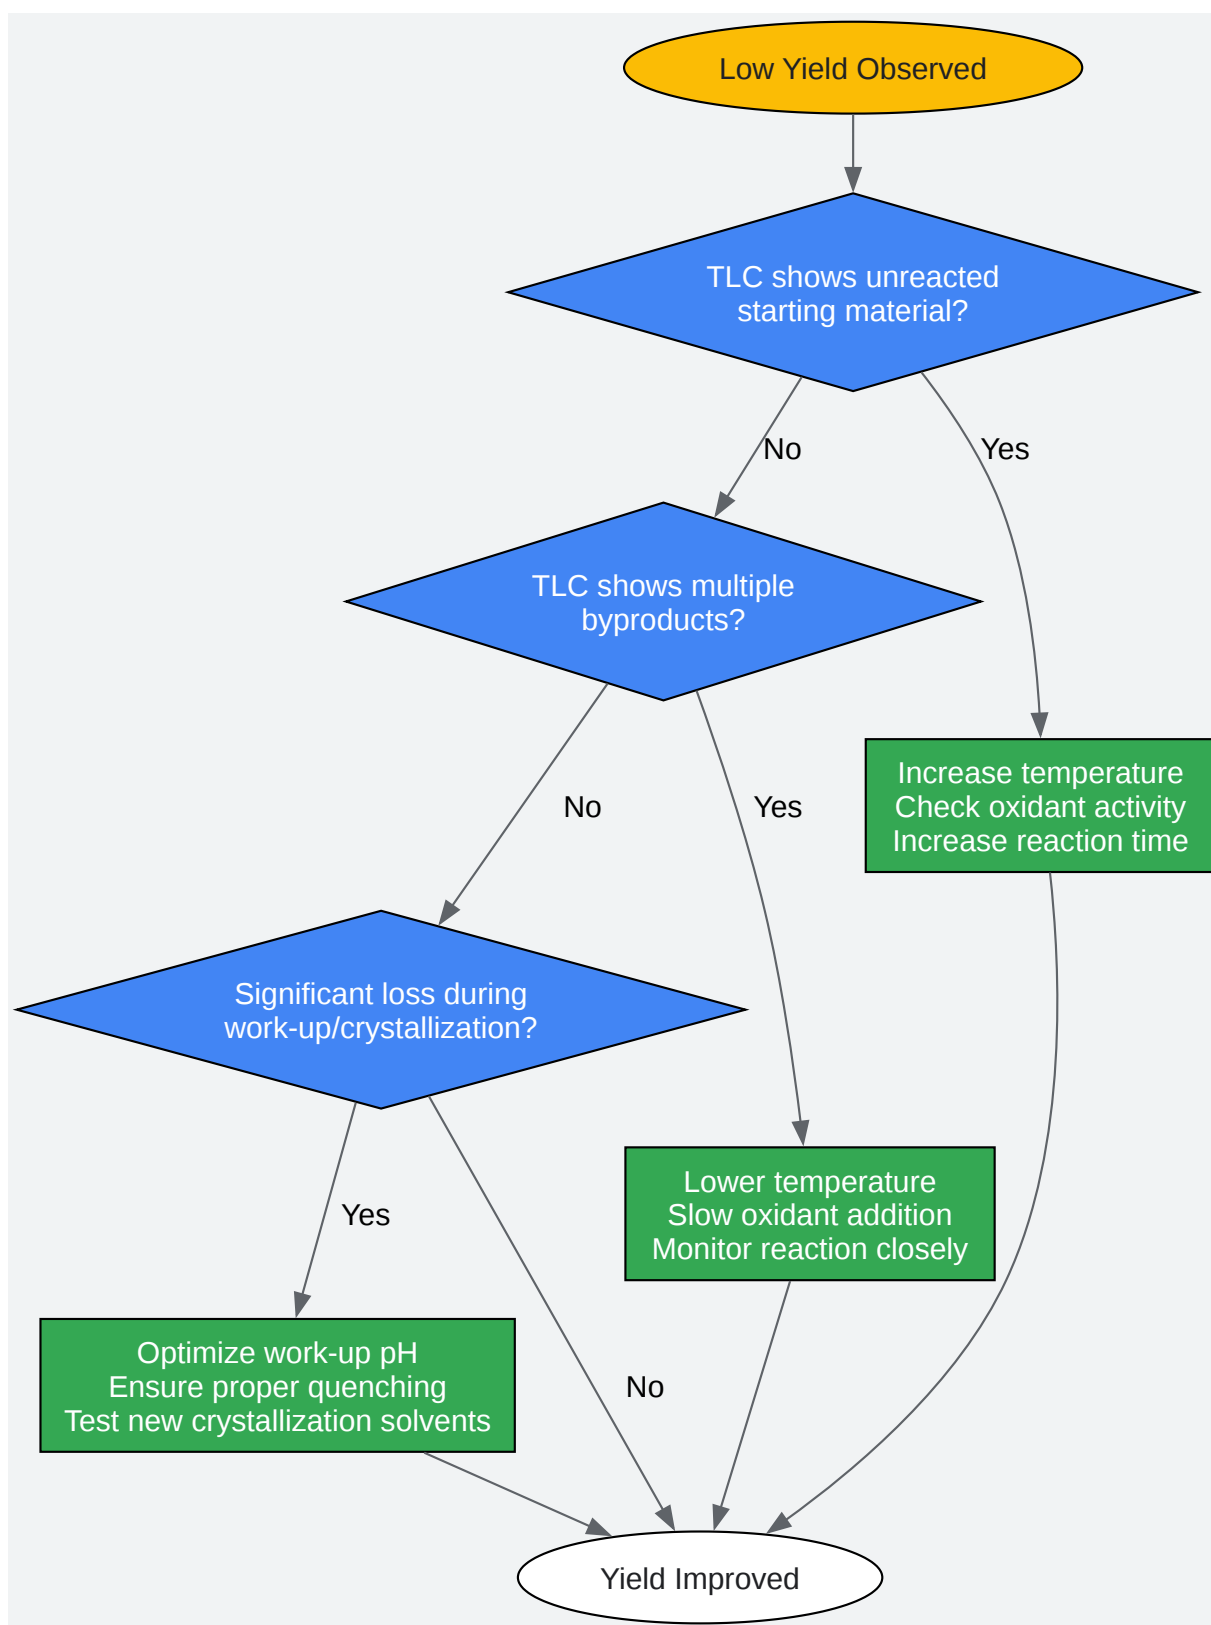 Low Yield Observed
TLC shows unreacted
starting material?
No
Yes
TLC shows multiple
byproducts?
Increase temperature
Check oxidant activity
Increase reaction time
No
Yes
Significant loss during
work-up/crystallization?
Lower temperature
Slow oxidant addition
Monitor reaction closely
Yes
Optimize work-up pH
Ensure proper quenching
Test new crystallization solvents
No
Yield Improved